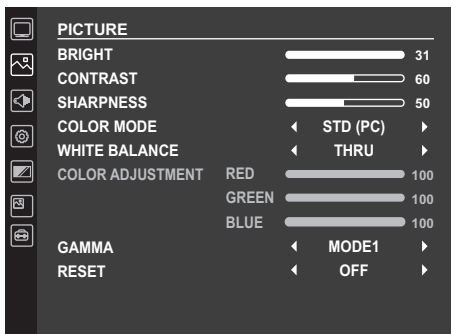 PICTURE
BRIGHT 31
CONTRAST 60
SHARPNESS 50
COLOR MODE STD (PC)
WHITE BALANCE THRU
COLOR ADJUSTMENT RED 100
GREEN 100
BLUE 100
GAMMA MODE1
RESET OFF